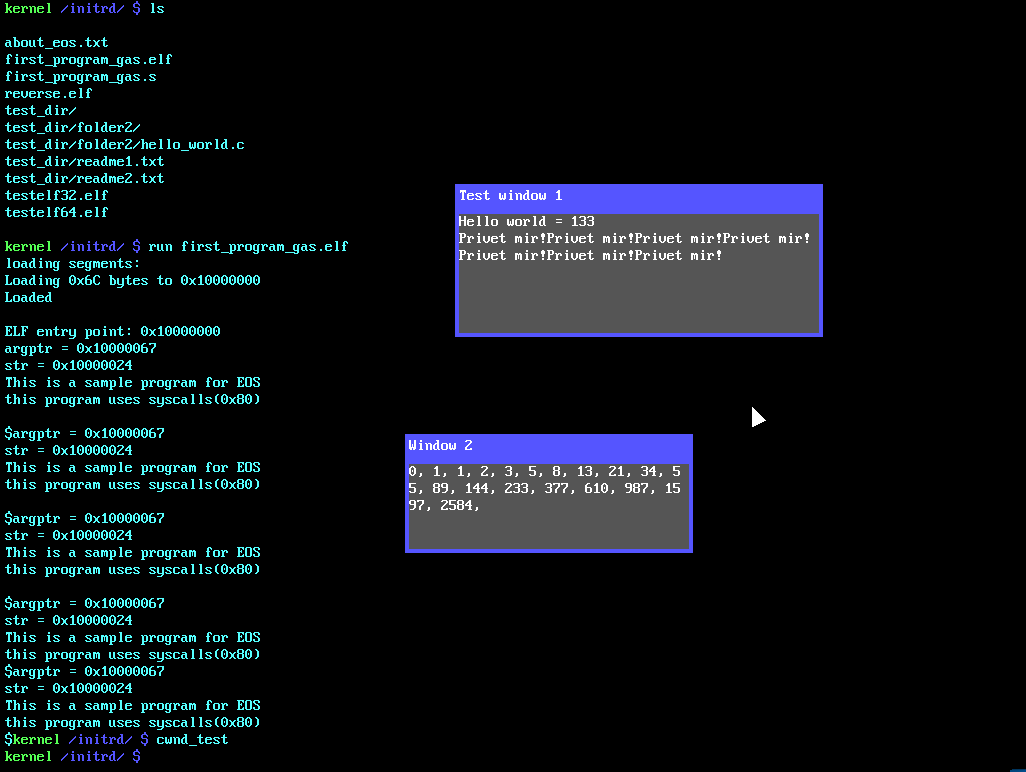 kernel /initrd/ $ ls
about_eos.txt
first_program_gas.elf
first_program_gas.s
reverse.elf
test_dir/
test_dir/folder2/
test_dir/folder2/hello_world.c
test_dir/readme1.txt
test_dir/readme2.txt
testelf32.elf
testelf64.elf
kernel /initrd/ $ run first_program_gas.elf
loading segments:
Loading 0x6C bytes to 0x10000000
Loaded
ELF entry point: 0x10000000
argptr = 0x10000067
str = 0x10000024
This is a sample program for EOS
this program uses syscalls(0x80)
$argptr = 0x10000067
str = 0x10000024
This is a sample program for EOS
this program uses syscalls(0x80)
$argptr = 0x10000067
str = 0x10000024
This is a sample program for EOS
this program uses syscalls(0x80)
$argptr = 0x10000067
str = 0x10000024
This is a sample program for EOS
this program uses syscalls(0x80)
$argptr = 0x10000067
str = 0x10000024
This is a sample program for EOS
this program uses syscalls(0x80)
$kernel /initrd/ $ cwnd_test
kernel /initrd/ $
Test window 1
Hello world = 133
Privet mir!Privet mir!Privet mir!Privet mir!
Privet mir!Privet mir!Privet mir!
Window 2
0, 1, 1, 2, 3, 5, 8, 13, 21, 34, 5
5, 89, 144, 233, 377, 610, 987, 15
97, 2584,